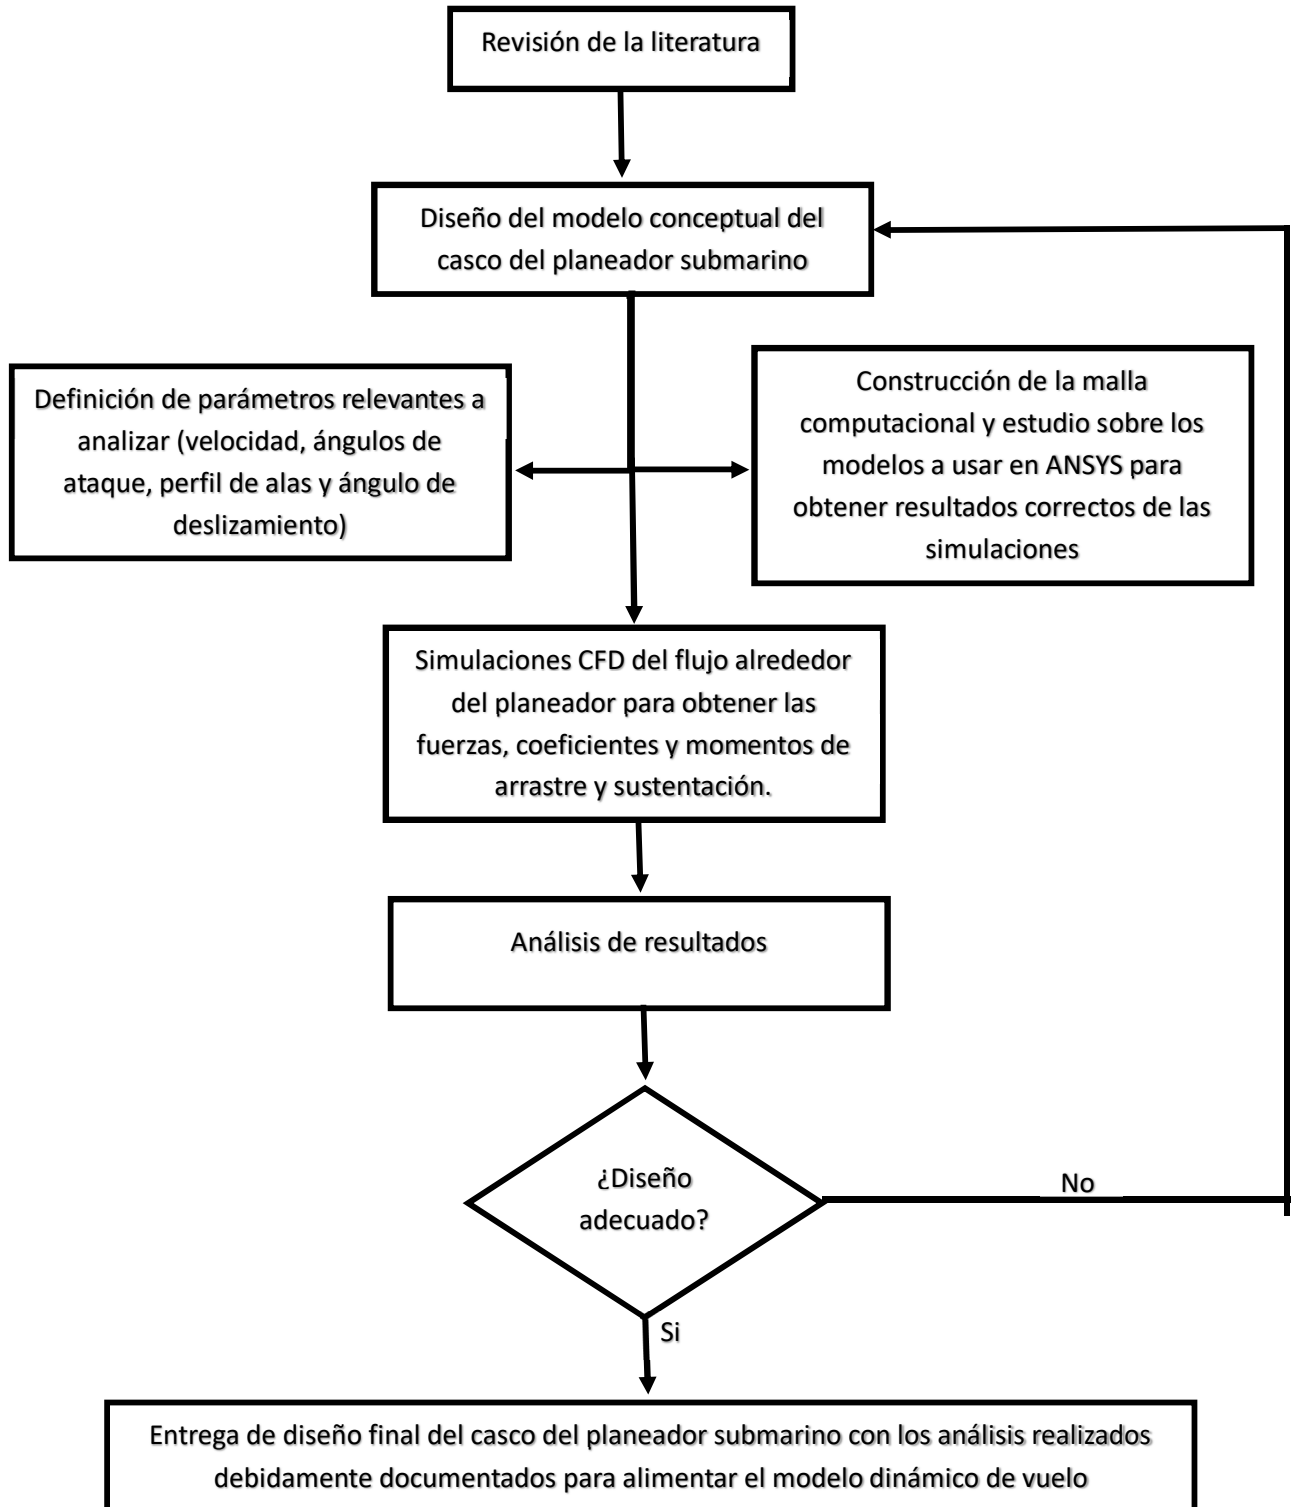 Revisión de la literatura
Diseño del modelo conceptual del
casco del planeador submarino
Definición de parámetros relevantes a
analizar (velocidad, ángulos de
ataque, perfil de alas y ángulo de
deslizamiento)
Construcción de la malla
computacional y estudio sobre los
modelos a usar en ANSYS para
obtener resultados correctos de las
simulaciones
Simulaciones CFD del flujo alrededor
del planeador para obtener las
fuerzas, coeficientes y momentos de
arrastre y sustentación.
Análisis de resultados
¿Diseño
adecuado?
No
Si
Entrega de diseño final del casco del planeador submarino con los análisis realizados
debidamente documentados para alimentar el modelo dinámico de vuelo